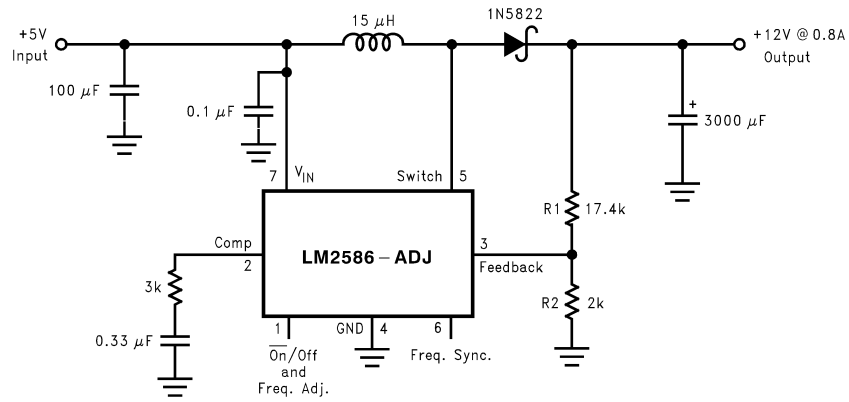 1N5822
15 μH
+5V
Input
+12V @ 0.8A
Output
100 μF
0.1 μF
+
3000 μF
7
VIN
Switch
5
R1
17.4k
Comp
2
LM2586-ADJ
3
Feedback
3k
R2
2k
0.33 μF
1
GND
4
6
On/Off
and
Freq. Adj.
Freq. Sync.